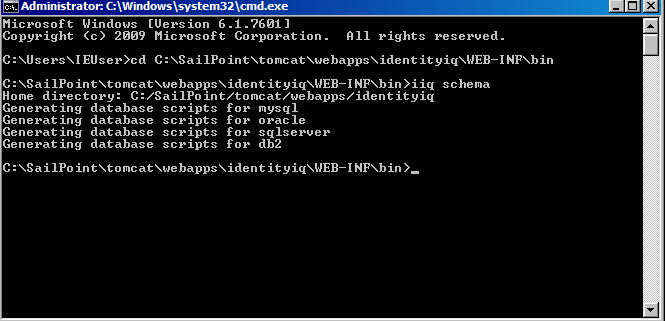 Administrator: C:\Windows\system32\cmd.exe
Microsoft Windows [Version 6.1.7601]
Copyright (c) 2009 Microsoft Corporation.  All rights reserved.
C:\Users\IEUser>cd C:\SailPoint\tomcat\webapps\identityiq\WEB-INF\bin
C:\SailPoint\tomcat\webapps\identityiq\WEB-INF\bin>iiq schema
Home directory: C:/SailPoint/tomcat/webapps/identityiq
Generating database scripts for mysql
Generating database scripts for oracle
Generating database scripts for sqlserver
Generating database scripts for db2
C:\SailPoint\tomcat\webapps\identityiq\WEB-INF\bin>_